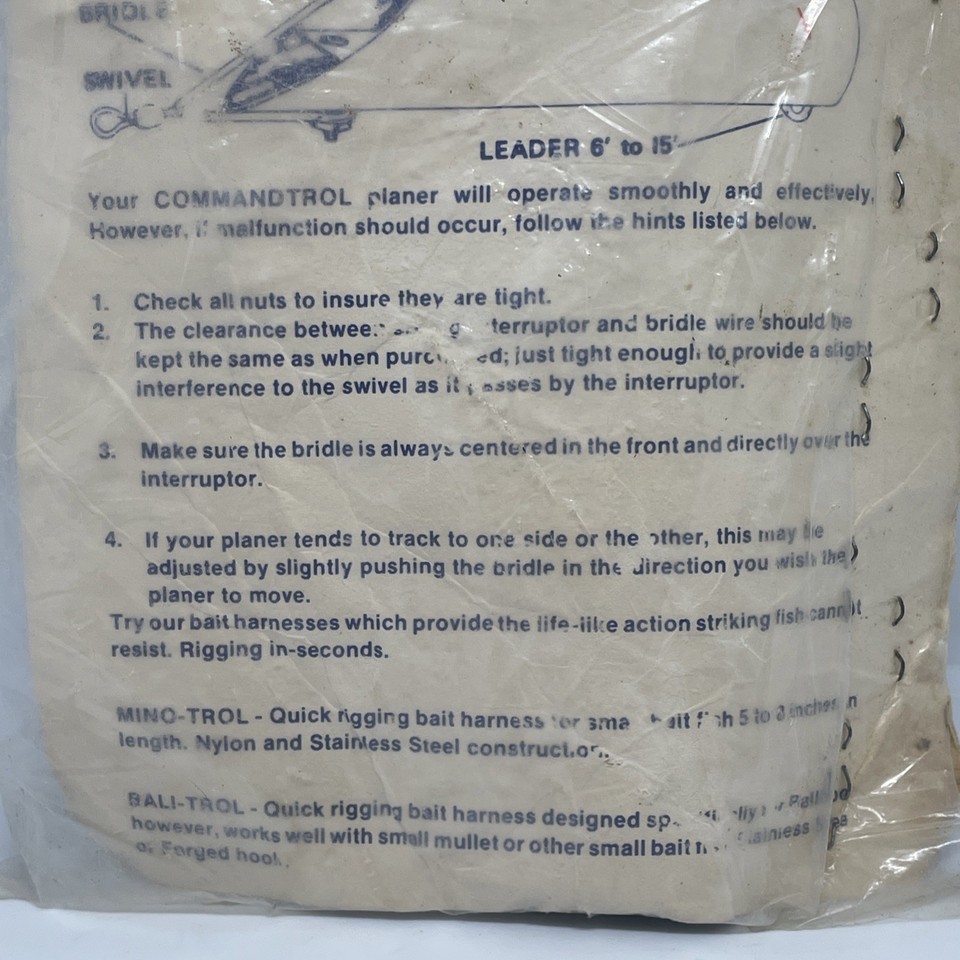 BRIDLE
SWIVEL
LEADER 6' to 15'
Your COMMANDTROL planer will operate smoothly and effectively.
However, if malfunction should occur, follow the hints listed below.
1. Check all nuts to insure they are tight.
2. The clearance between terruptor and bridle wire should be
kept the same as when purc ed; just tight enough to provide a slight
interference to the swivel as it passes by the interruptor.
3. Make sure the bridle is always centered in the front and directly over the
interruptor.
4. If your planer tends to track to one side or the other, this may be
adjusted by slightly pushing the bridle in the direction you wish the
planer to move.
Try our bait harnesses which provide the life-like action striking fish cannot
resist. Rigging in-seconds.
MINO-TROL - Quick rigging bait harness for bait fish 5 to 8 inches in
length. Nylon and Stainless Steel construction.
BALI-TROL - Quick rigging bait harness designed
however, works well with small mullet or other small bait Stainless
or Forged hook.